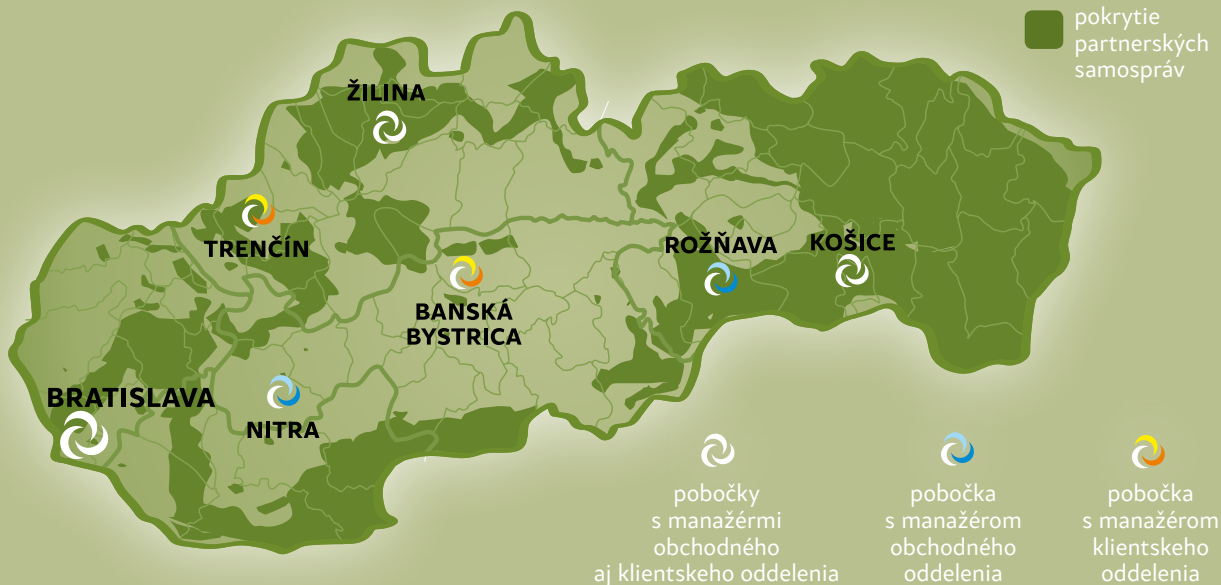 pokrytie
partnerských
samospráv
ŽILINA
TRENČÍN
ROŽŇAVA
KOŠICE
BANSKÁ
BYSTRICA
BRATISLAVA
NITRA
pobočky
s manažérmi
obchodného
aj klientskeho oddelenia
pobočka
s manažérom
obchodného
oddelenia
pobočka
s manažérom
klientskeho
oddelenia